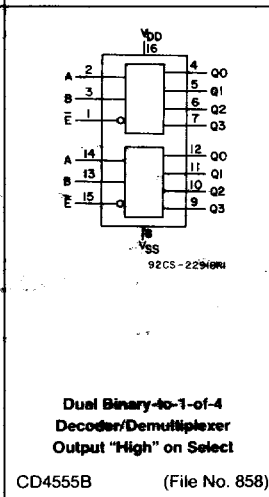 VDD
16
A 2 4 Q0
B 3 5 Q1
6 Q2
E̅ 1 7 Q3
A 14 12 Q0
B 13 11 Q1
10 Q2
E̅ 15 9 Q3
8
VSS
Dual Binary-to-1-of-4
Decoder/Demultiplexer
Output "High" on Select
CD4555B (File No. 858)